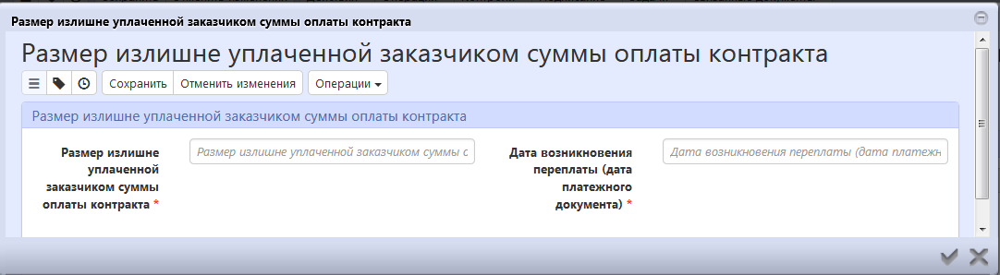 Размер излишне уплаченной заказчиком суммы оплаты контракта
Размер излишне уплаченной заказчиком суммы оплаты контракта
Сохранить Отменить изменения Операции
Размер излишне уплаченной заказчиком суммы оплаты контракта
Размер излишне
уплаченной
заказчиком суммы
оплаты контракта *
Размер излишне уплаченной заказчиком суммы о
Дата возникновения
переплаты (дата
платежного
документа) *
Дата возникновения переплаты (дата платежн